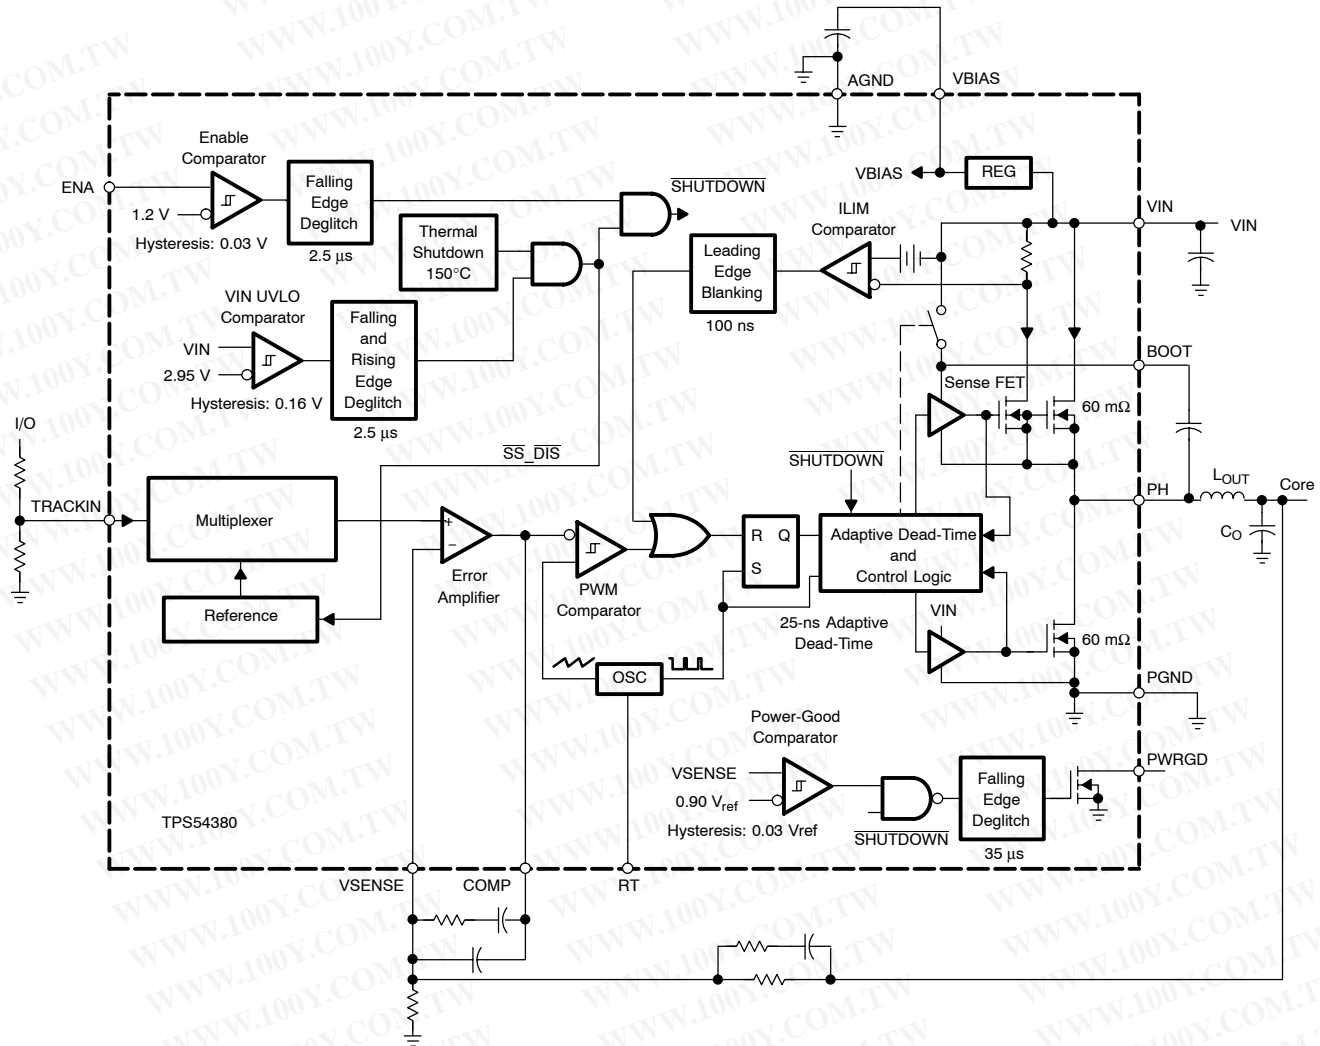 AGND
VBIAS
Enable
Comparator
ENA
1.2 V
Hysteresis: 0.03 V
Falling
Edge
Deglitch
2.5 μs
SHUTDOWN
VBIAS
REG
VIN
VIN
ILIM
Comparator
Thermal
Shutdown
150°C
Leading
Edge
Blanking
100 ns
VIN UVLO
Comparator
VIN
2.95 V
Hysteresis: 0.16 V
Falling
and
Rising
Edge
Deglitch
2.5 μs
BOOT
Sense FET
60 mΩ
I/O
SS_DIS
SHUTDOWN
TRACKIN
Multiplexer
Reference
+
−
Error
Amplifier
PWM
Comparator
R Q
S
Adaptive Dead-Time
and
Control Logic
25-ns Adaptive
Dead-Time
PH
LOUT
Core
CO
VIN
60 mΩ
OSC
PGND
Power-Good
Comparator
VSENSE
0.90 Vref
Hysteresis: 0.03 Vref
SHUTDOWN
Falling
Edge
Deglitch
35 μs
PWRGD
TPS54380
VSENSE
COMP
RT
WWW.100Y.COM.TW